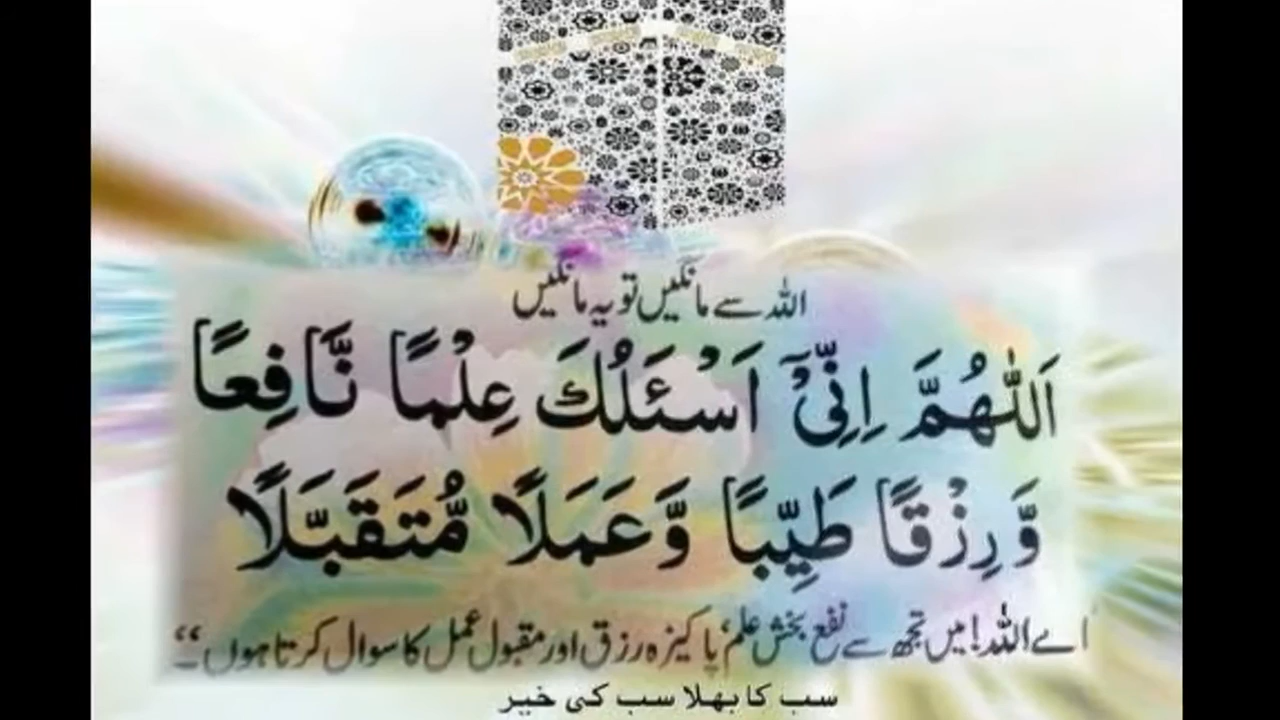 اللہ سے مانگیں تو یہ مانگیں
اَللّٰهُمَّ اِنِّیْۤ اَسْئَلُكَ عِلْمًا نَّافِعًا
وَّ رِزْقًا طَیِّبًا وَّ عَمَلًا مُّتَقَبَّلًا
اے اللہ! میں تجھ سے نفع بخش علم، پاکیزہ رزق اور مقبول عمل کا سوال کرتا ہوں۔“
سب کا بھلا سب کی خیر